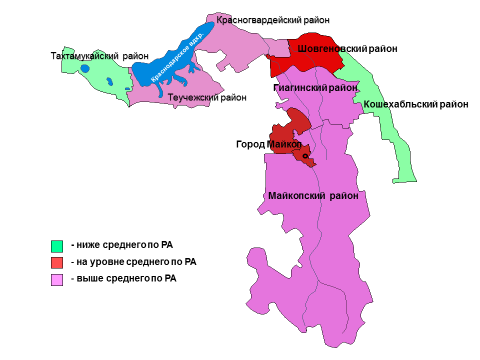 Красногвардейский район
Тахтамукайский район
Краснодарское вдхр.
Шовгеновский район
Гиагинский район
Теучежский район
Кошехабльский район
Город Майкоп
Майкопский район
- ниже среднего по РА
- на уровне среднего по РА
- выше среднего по РА